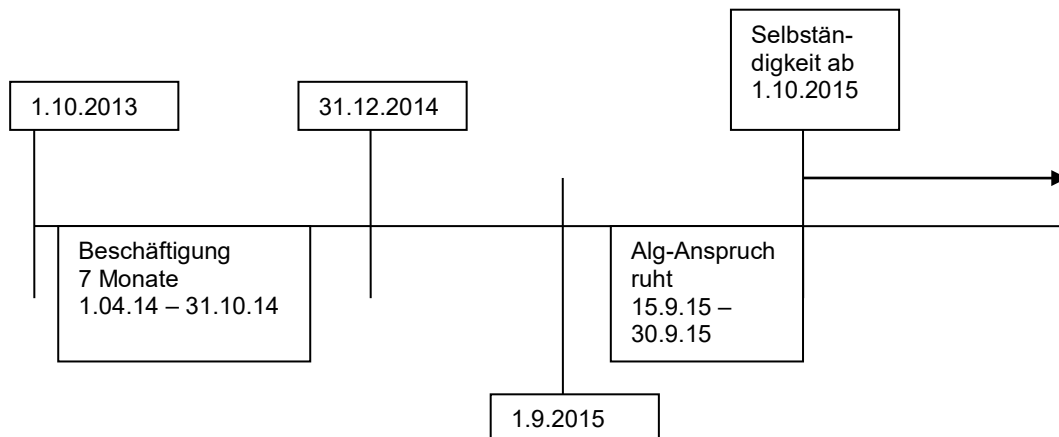 Selbstän-
digkeit ab
1.10.2015
1.10.2013
31.12.2014
Beschäftigung
7 Monate
1.04.14 – 31.10.14
Alg-Anspruch
ruht
15.9.15 –
30.9.15
1.9.2015